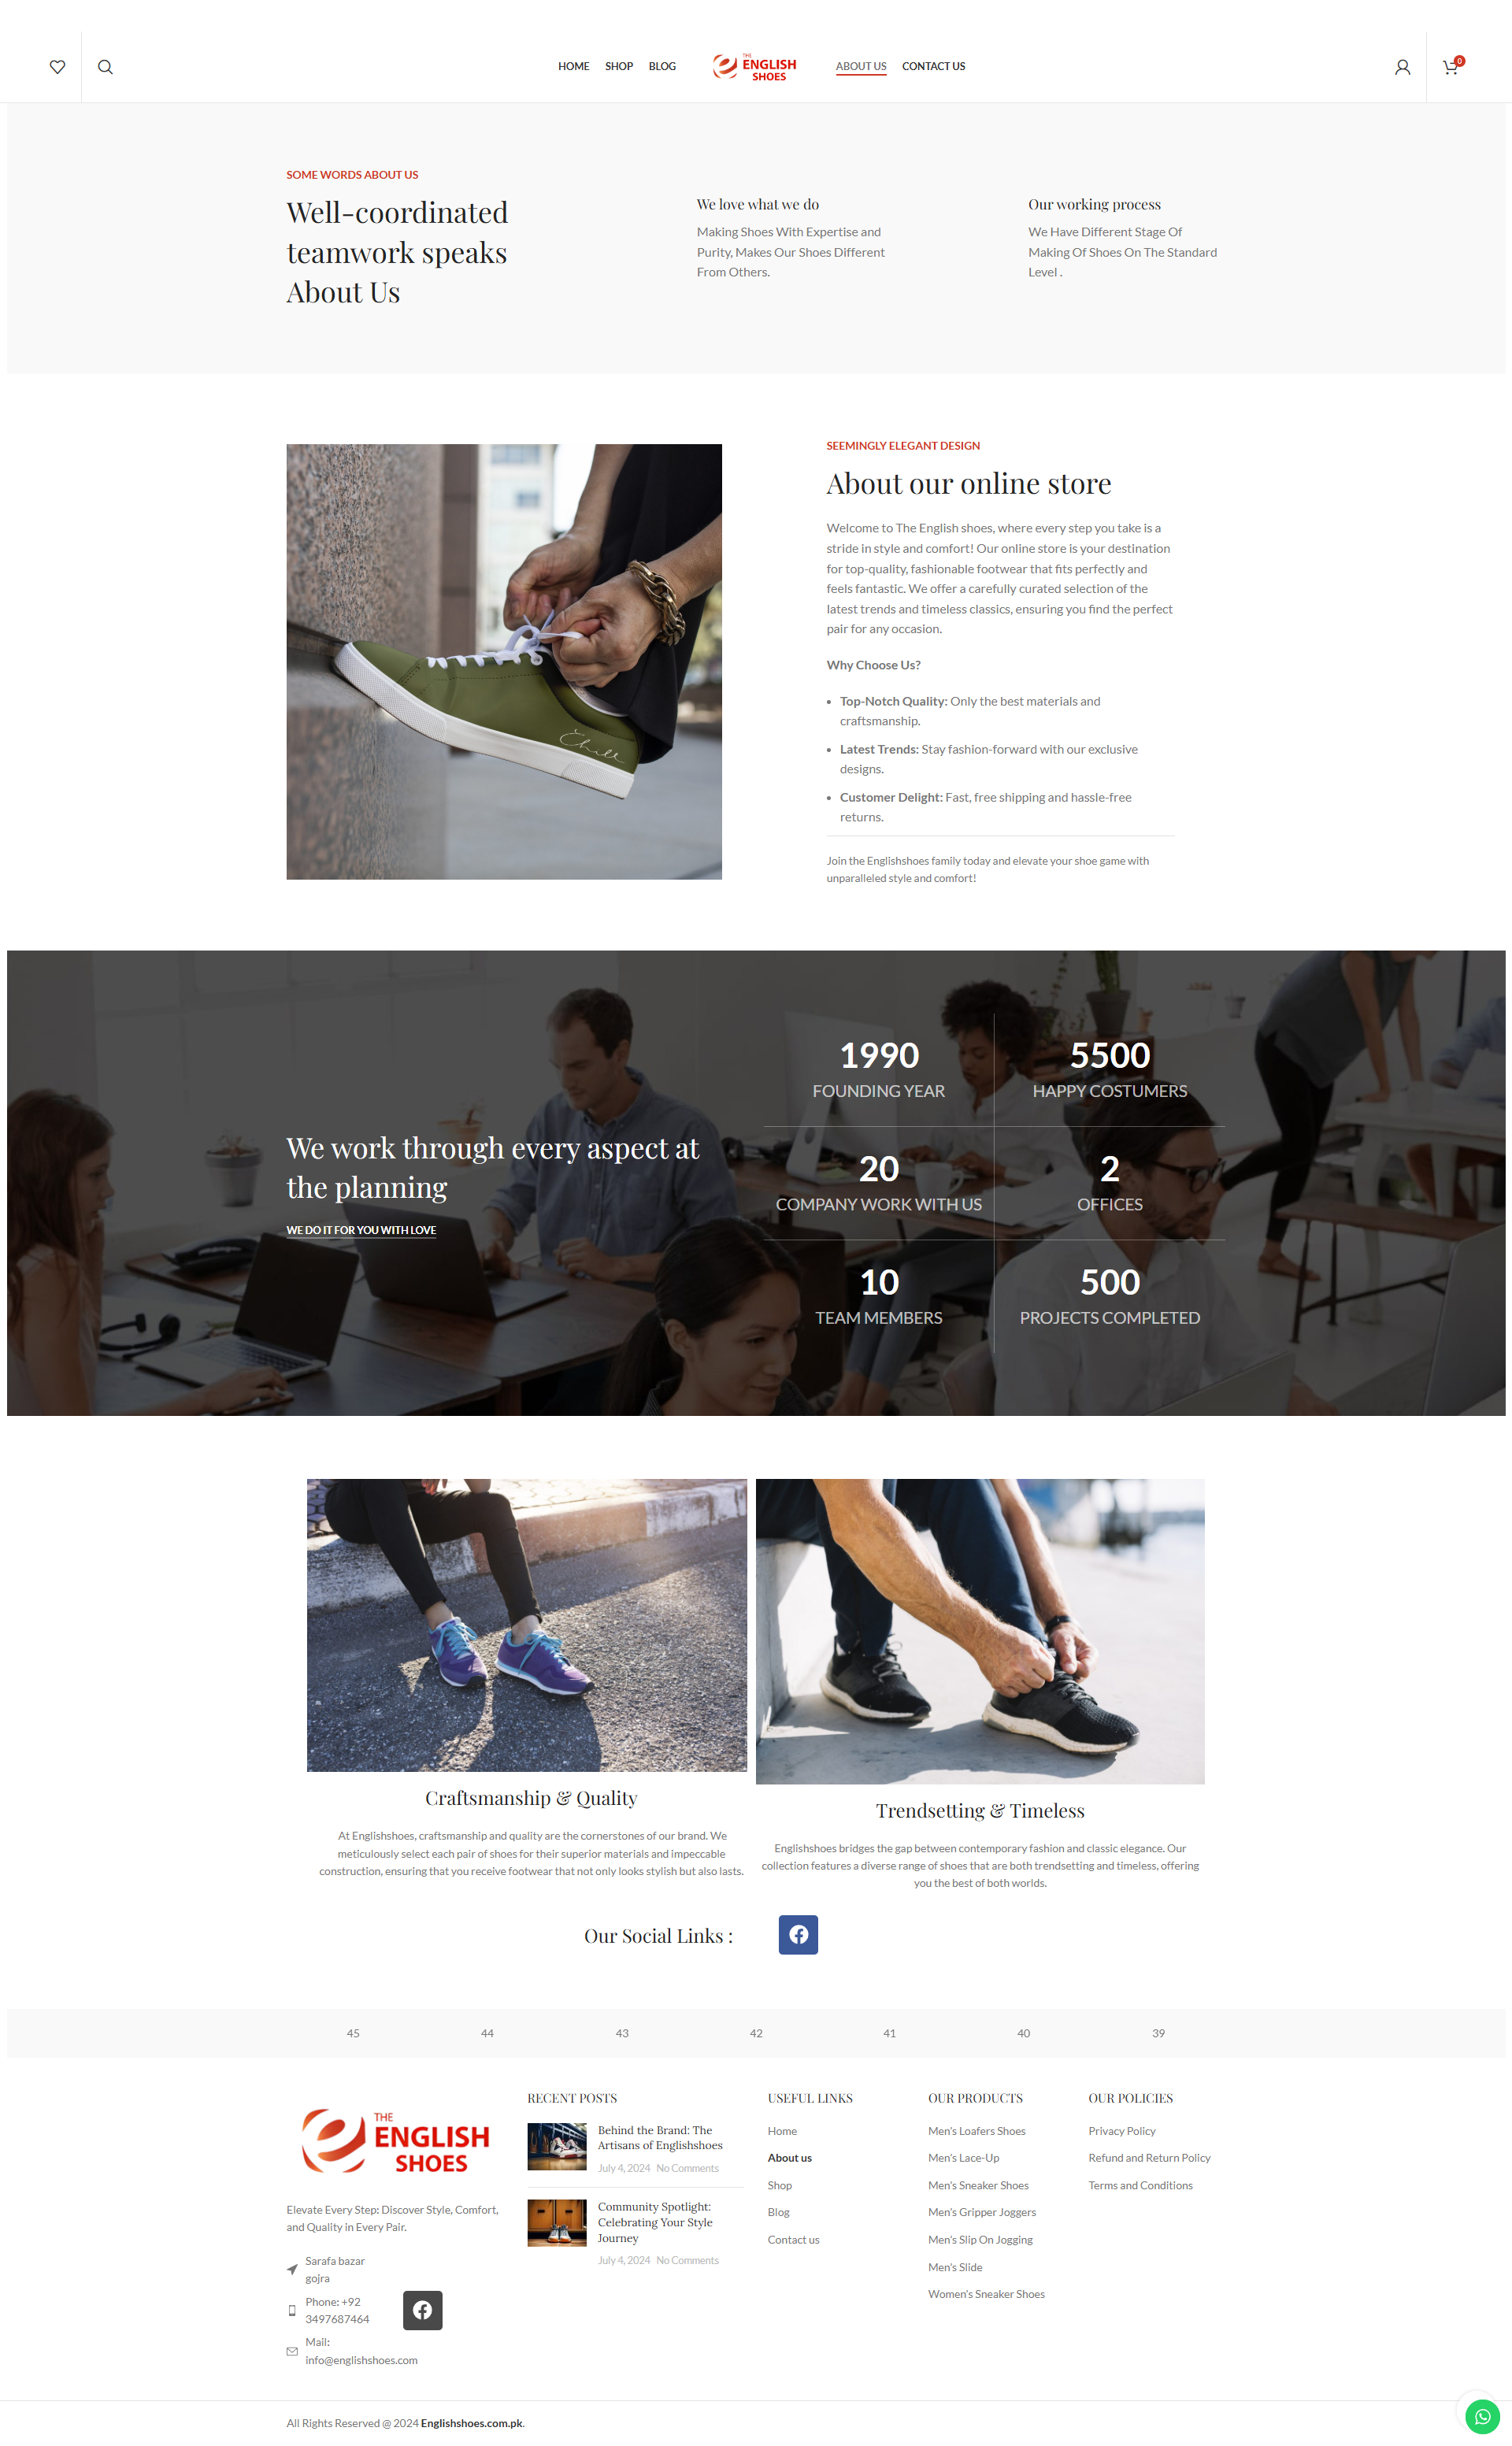 HOME SHOP BLOG THE ENGLISH SHOES ABOUT US CONTACT US 0
SOME WORDS ABOUT US
Well-coordinated
teamwork speaks
About Us
We love what we do
Making Shoes With Expertise and
Purity, Makes Our Shoes Different
From Others.
Our working process
We Have Different Stage Of
Making Of Shoes On The Standard
Level .
Chill
SEEMINGLY ELEGANT DESIGN
About our online store
Welcome to The English shoes, where every step you take is a
stride in style and comfort! Our online store is your destination
for top-quality, fashionable footwear that fits perfectly and
feels fantastic. We offer a carefully curated selection of the
latest trends and timeless classics, ensuring you find the perfect
pair for any occasion.
Why Choose Us?
• Top-Notch Quality: Only the best materials and
craftsmanship.
• Latest Trends: Stay fashion-forward with our exclusive
designs.
• Customer Delight: Fast, free shipping and hassle-free
returns.
Join the Englishshoes family today and elevate your shoe game with
unparalleled style and comfort!
We work through every aspect at
the planning
WE DO IT FOR YOU WITH LOVE
1990
FOUNDING YEAR
5500
HAPPY COSTUMERS
20
COMPANY WORK WITH US
2
OFFICES
10
TEAM MEMBERS
500
PROJECTS COMPLETED
Craftsmanship & Quality
At Englishshoes, craftsmanship and quality are the cornerstones of our brand. We
meticulously select each pair of shoes for their superior materials and impeccable
construction, ensuring that you receive footwear that not only looks stylish but also lasts.
Trendsetting & Timeless
Englishshoes bridges the gap between contemporary fashion and classic elegance. Our
collection features a diverse range of shoes that are both trendsetting and timeless, offering
you the best of both worlds.
Our Social Links :
45 44 43 42 41 40 39
THE
ENGLISH
SHOES
Elevate Every Step: Discover Style, Comfort,
and Quality in Every Pair.
Sarafa bazar
gojra
Phone: +92
3497687464
Mail:
info@englishshoes.com
RECENT POSTS
Behind the Brand: The
Artisans of Englishshoes
July 4, 2024 No Comments
Community Spotlight:
Celebrating Your Style
Journey
July 4, 2024 No Comments
USEFUL LINKS
Home
About us
Shop
Blog
Contact us
OUR PRODUCTS
Men's Loafers Shoes
Men's Lace-Up
Men's Sneaker Shoes
Men's Gripper Joggers
Men's Slip On Jogging
Men's Slide
Women's Sneaker Shoes
OUR POLICIES
Privacy Policy
Refund and Return Policy
Terms and Conditions
All Rights Reserved @ 2024 Englishshoes.com.pk.